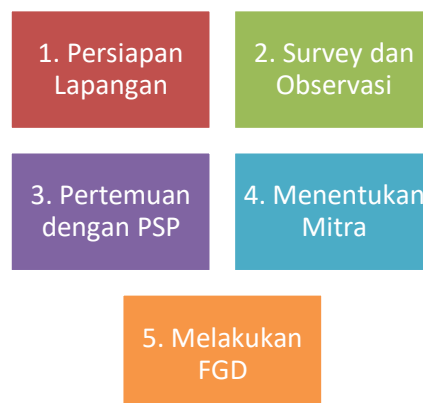 1. Persiapan
Lapangan
2. Survey dan
Observasi
3. Pertemuan
dengan PSP
4. Menentukan
Mitra
5. Melakukan
FGD